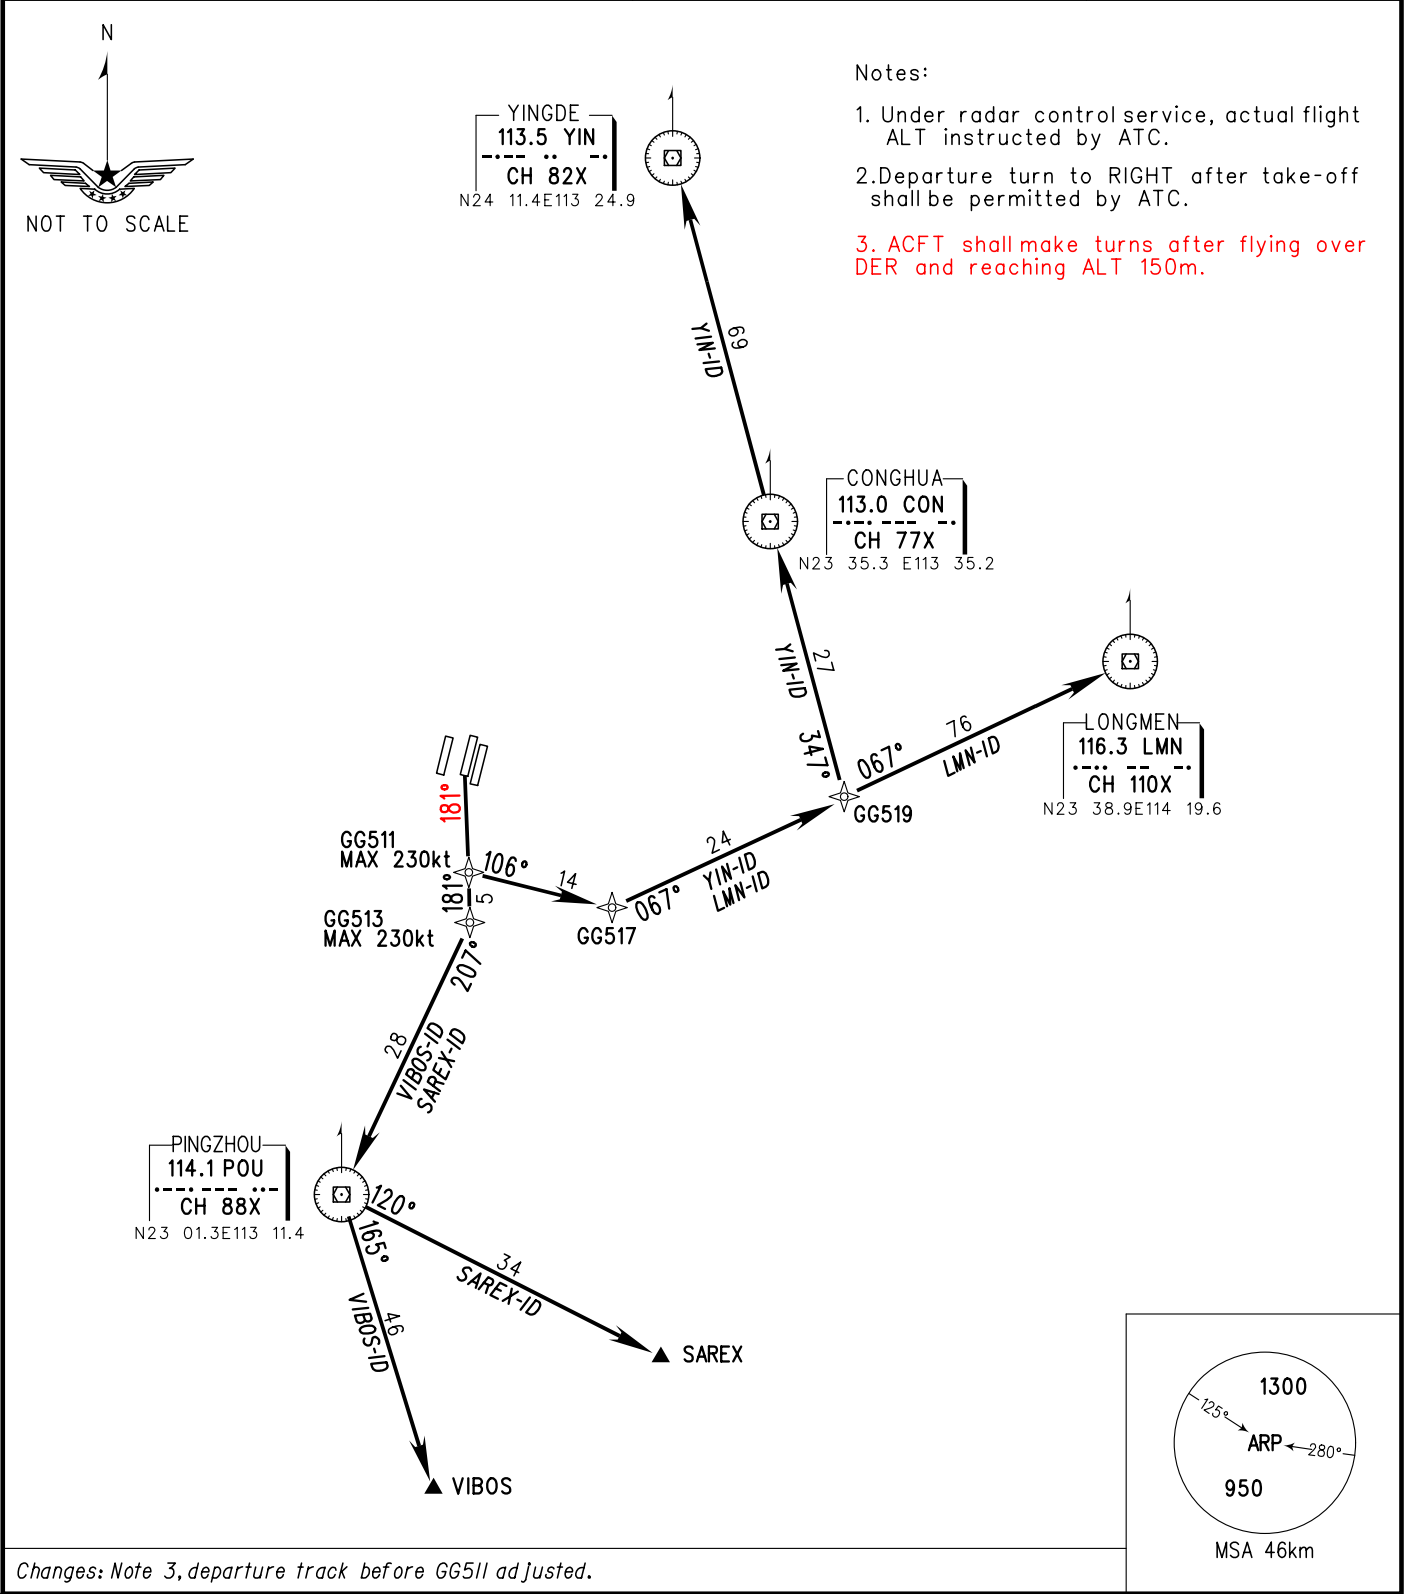 N
NOT TO SCALE
Notes:
1. Under radar control service, actual flight
ALT instructed by ATC.
2.Departure turn to RIGHT after take-off
shall be permitted by ATC.
3. ACFT shall make turns after flying over
DER and reaching ALT 150m.
YINGDE
113.5 YIN
CH 82X
N24 11.4E113 24.9
69
YIN-ID
CONGHUA
113.0 CON
CH 77X
N23 35.3 E113 35.2
27
YIN-ID
347°
067°
76
LMN-ID
LONGMEN
116.3 LMN
CH 110X
N23 38.9E114 19.6
GG519
181°
GG511
MAX 230kt
106°
14
181°
5
GG513
MAX 230kt
GG517
067°
24
YIN-ID
LMN-ID
207°
28
VIBOS-ID
SAREX-ID
PINGZHOU
114.1 POU
CH 88X
N23 01.3E113 11.4
120°
165°
34
SAREX-ID
46
VIBOS-ID
SAREX
VIBOS
1300
125°
ARP
280°
950
MSA 46km
Changes: Note 3, departure track before GG511 adjusted.